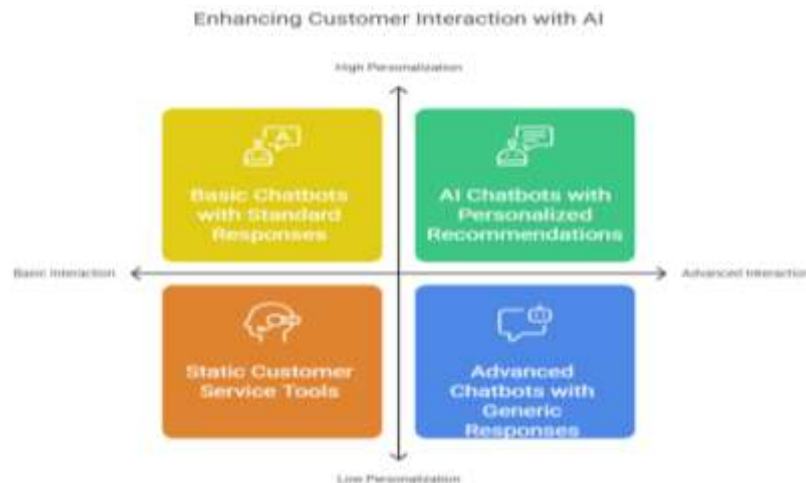 Enhancing Customer Interaction with AI
High Personalization
A
Basic Chatbots
with Standard
Responses
AI Chatbots with
Personalized
Recommendations
Basic Interaction
Advanced Interaction
Static Customer
Service Tools
Advanced
Chatbots with
Generic
Responses
Low Personalization